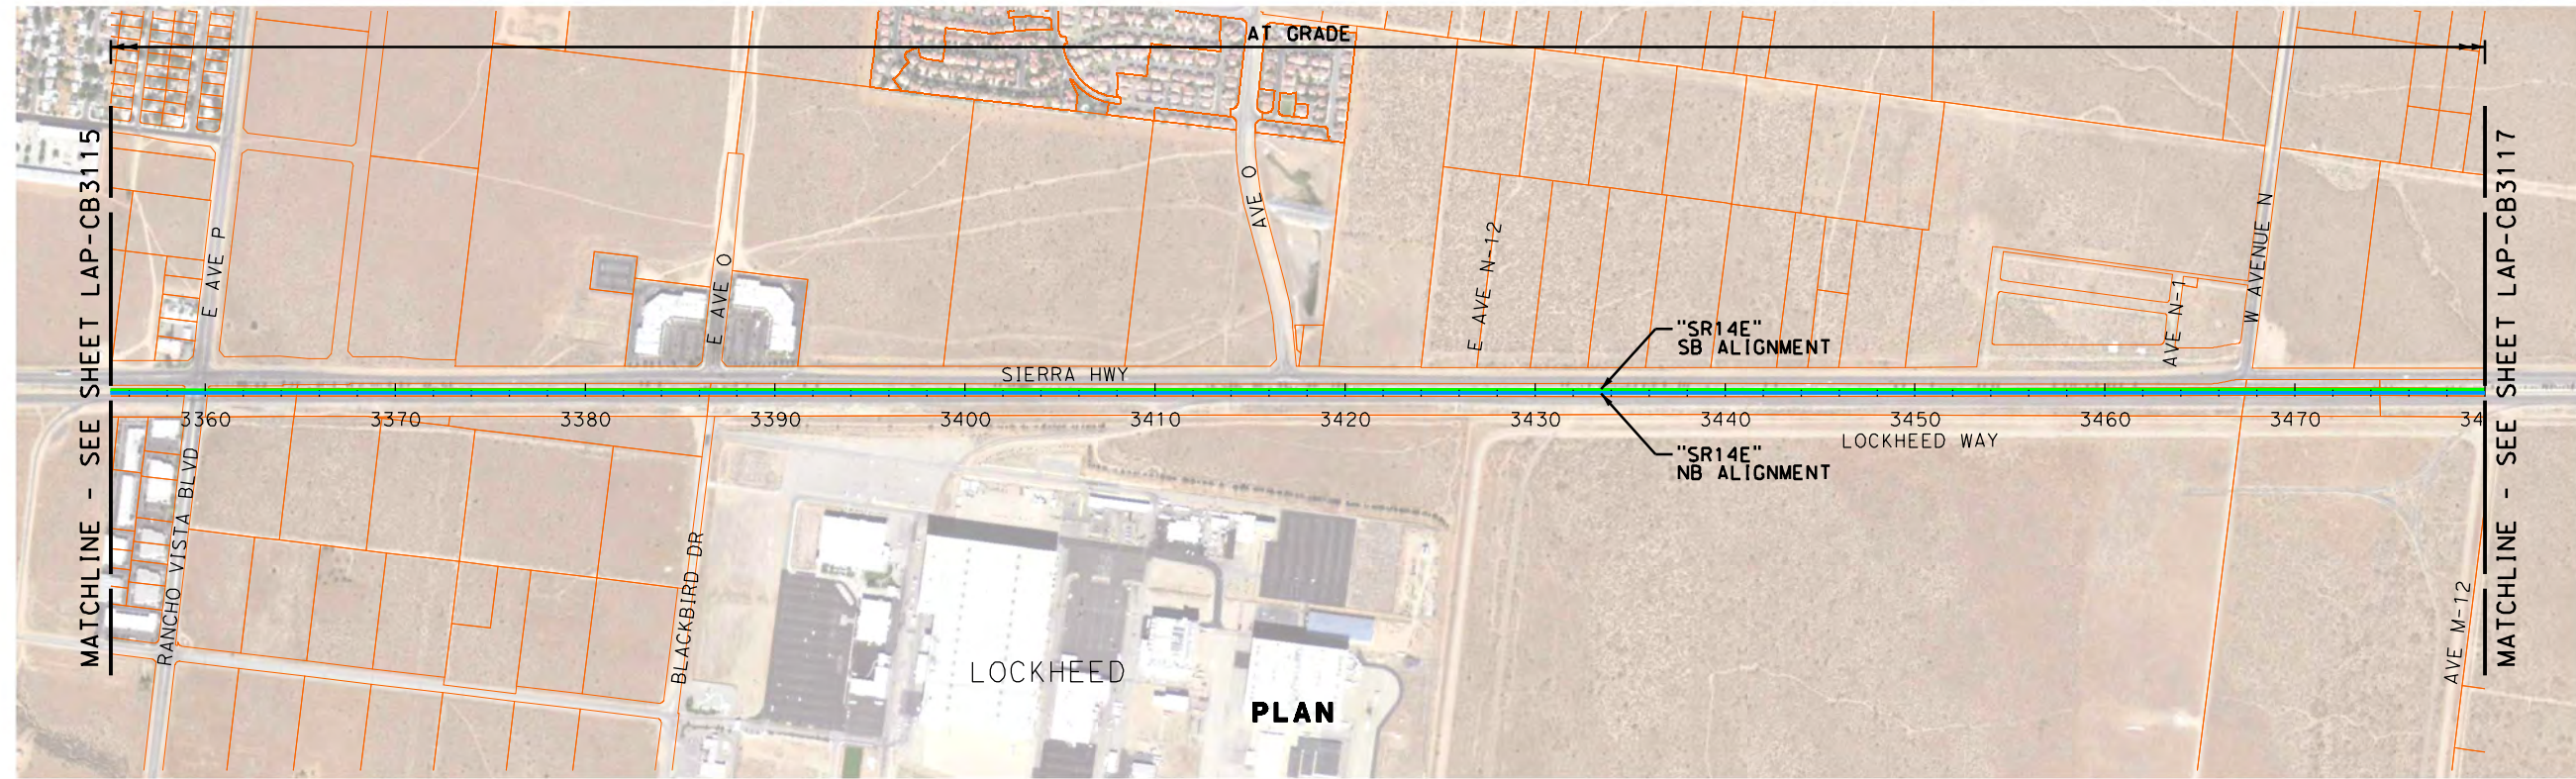 AT GRADE
MATCHLINE - SEE SHEET LAP-CB3115
E AVE P
E AVE O
AVE O
E AVE N-12
AVE N-1
W AVENUE N
MATCHLINE - SEE SHEET LAP-CB3117
"SR14E"
SB ALIGNMENT
SIERRA HWY
3360 3370 3380 3390 3400 3410 3420 3430 3440 3450 3460 3470 34
LOCKHEED WAY
"SR14E"
NB ALIGNMENT
RANCHO VISTA BLVD
BLACKBIRD DR
AVE M-12
LOCKHEED
PLAN